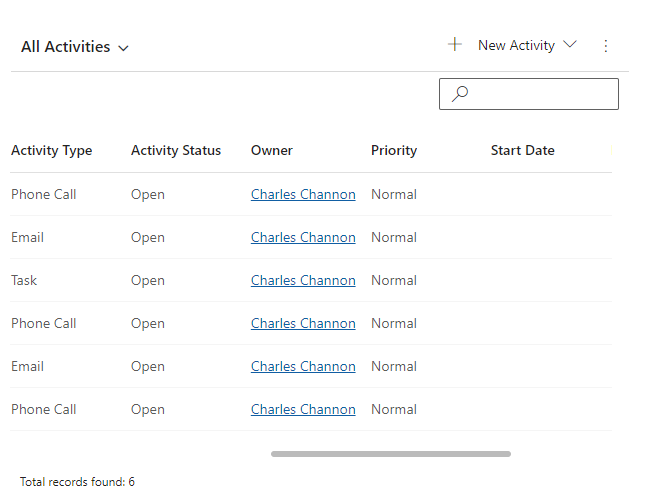 All Activities New Activity
Activity Type Activity Status Owner Priority Start Date
Phone Call Open Charles Channon Normal
Email Open Charles Channon Normal
Task Open Charles Channon Normal
Phone Call Open Charles Channon Normal
Email Open Charles Channon Normal
Phone Call Open Charles Channon Normal
Total records found: 6